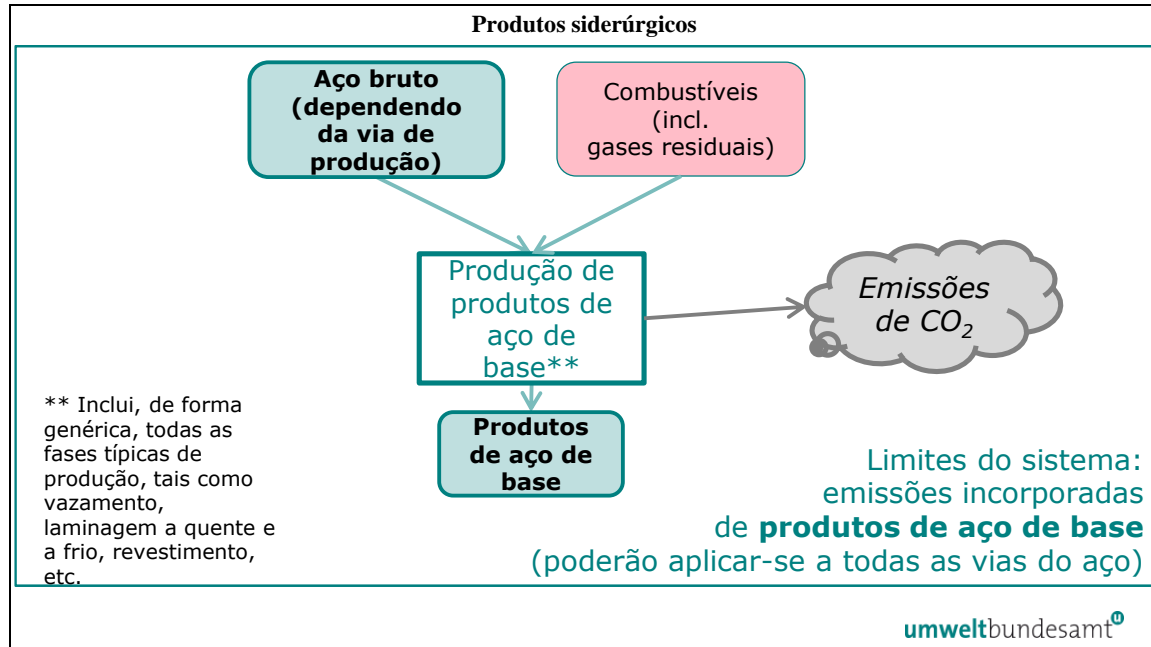 Produtos siderúrgicos
Aço bruto
(dependendo
da via de
produção)
Combustíveis
(incl.
gases residuais)
Produção de
produtos de
aço de
base**
Emissões
de CO₂
Produtos
de aço de
base
** Inclui, de forma
genérica, todas as
fases típicas de
produção, tais como
vazamento,
laminagem a quente e
a frio, revestimento,
etc.
Limites do sistema:
emissões incorporadas
de produtos de aço de base
(poderão aplicar-se a todas as vias do aço)
umweltbundesamt u